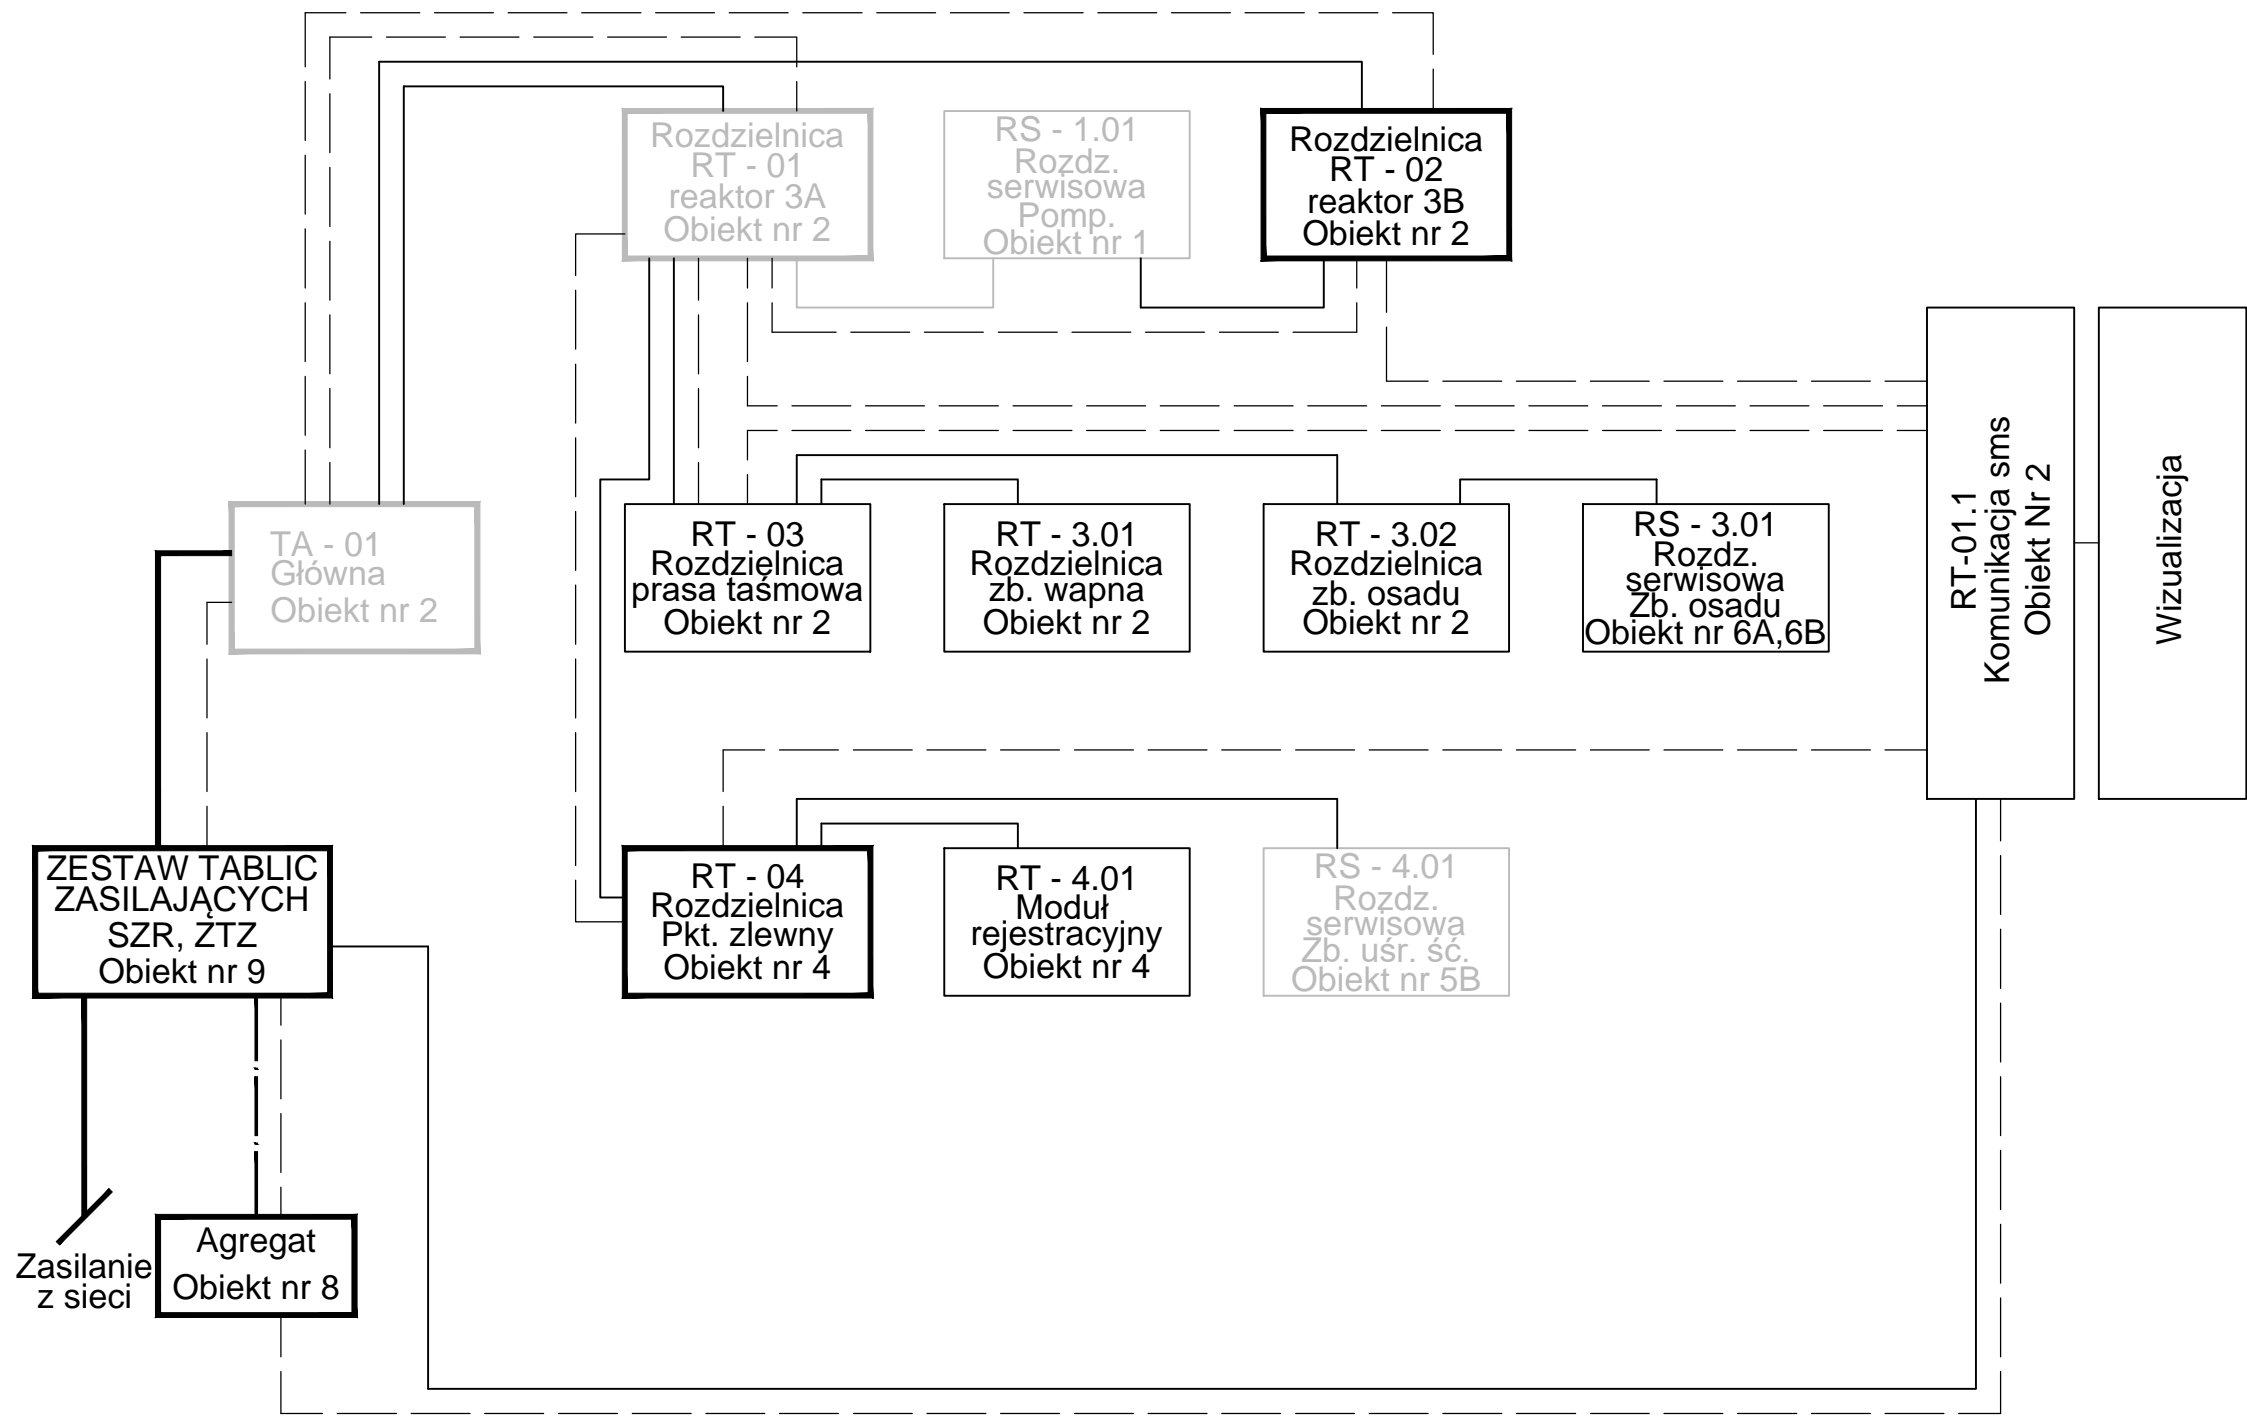 Rozdzielnica
RT - 01
reaktor 3A
Obiekt nr 2
RS - 1.01
Rozdz.
serwisowa
Pomp.
Obiekt nr 1
Rozdzielnica
RT - 02
reaktor 3B
Obiekt nr 2
TA - 01
Główna
Obiekt nr 2
RT - 03
Rozdzielnica
prasa taśmowa
Obiekt nr 2
RT - 3.01
Rozdzielnica
zb. wapna
Obiekt nr 2
RT - 3.02
Rozdzielnica
zb. osadu
Obiekt nr 2
RS - 3.01
Rozdz.
serwisowa
Zb. osadu
Obiekt nr 6A,6B
RT-01.1
Komunikacja sms
Obiekt Nr 2
Wizualizacja
ZESTAW TABLIC
ZASILAJĄCYCH
SZR, ZTZ
Obiekt nr 9
RT - 04
Rozdzielnica
Pkt. zlewny
Obiekt nr 4
RT - 4.01
Moduł
rejestracyjny
Obiekt nr 4
RS - 4.01
Rozdz.
serwisowa
Zb. uśr. ść.
Obiekt nr 5B
Zasilanie
z sieci
Agregat
Obiekt nr 8